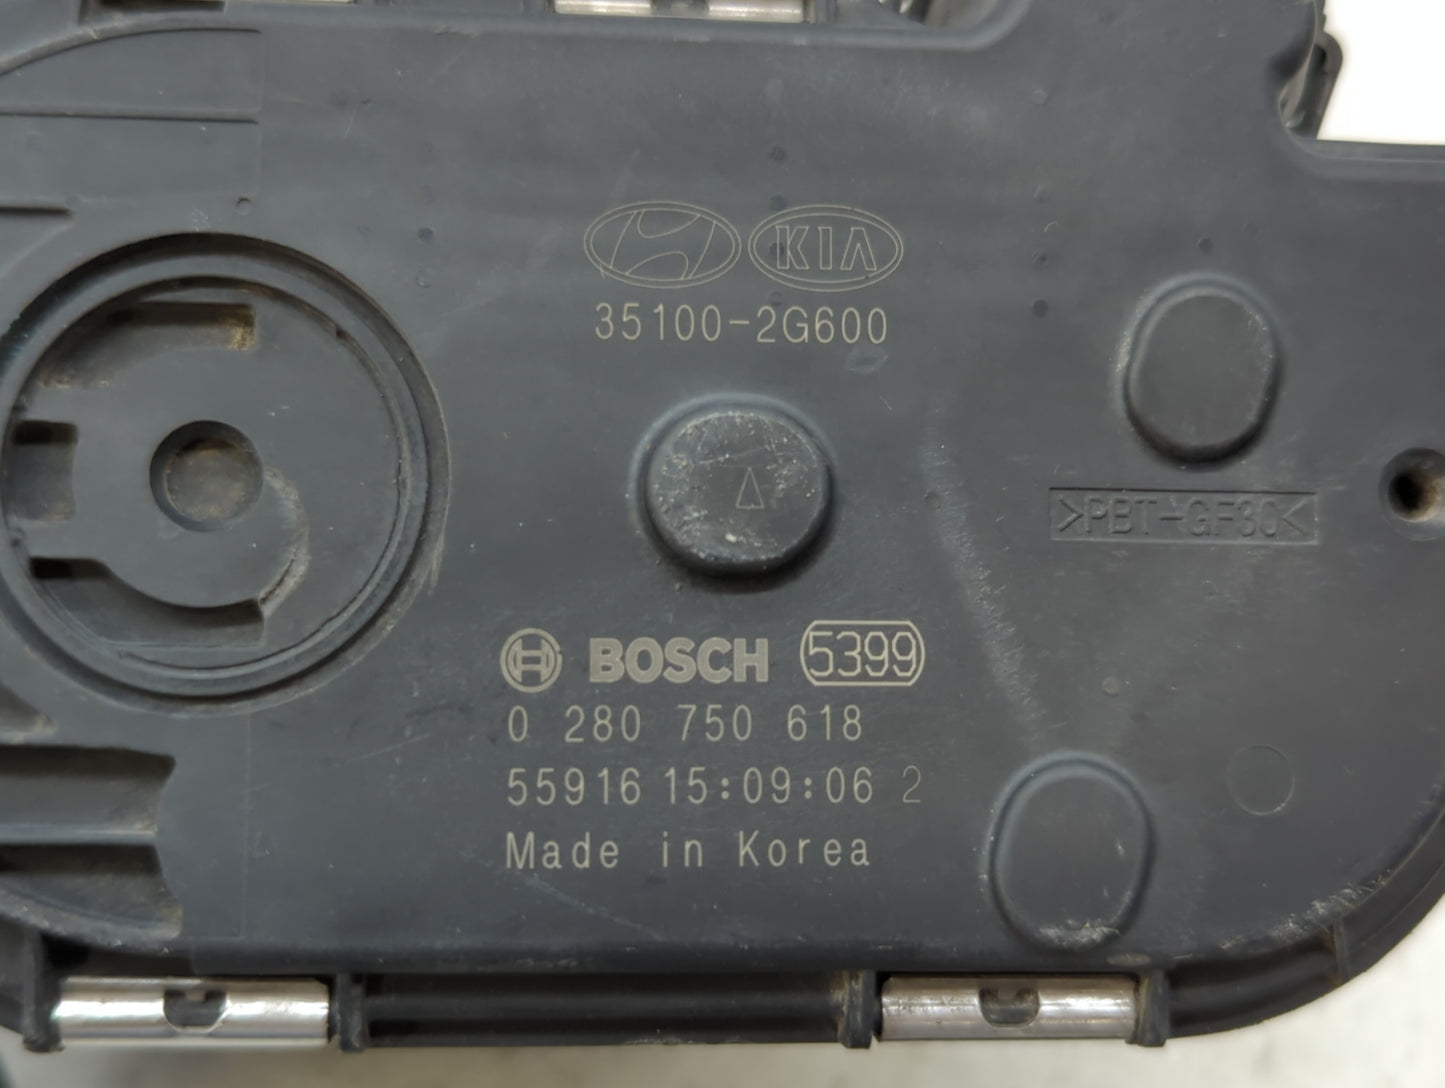 KIA
35100-2G600
>PBT-GF30<
BOSCH 5399
0 280 750 618
55916 15:09:06 2
Made in Korea